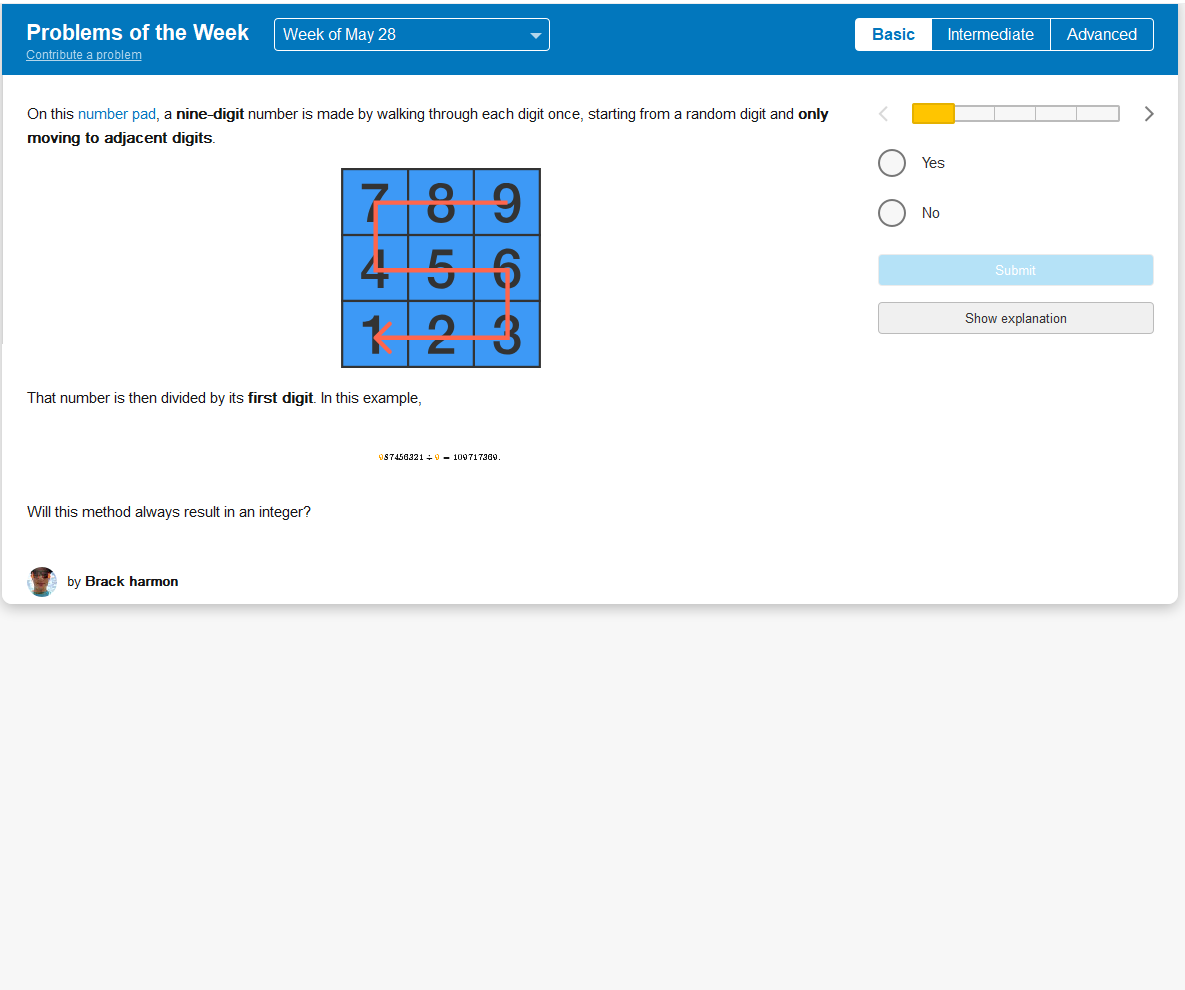 Problems of the Week
Contribute a problem
Week of May 28
Basic
Intermediate
Advanced
On this number pad, a nine-digit number is made by walking through each digit once, starting from a random digit and only
moving to adjacent digits.
7 8 9
4 5 6
1 2 3
That number is then divided by its first digit. In this example,
987456321 ÷ 9 = 109717369.
Will this method always result in an integer?
by Brack harmon
Yes
No
Submit
Show explanation